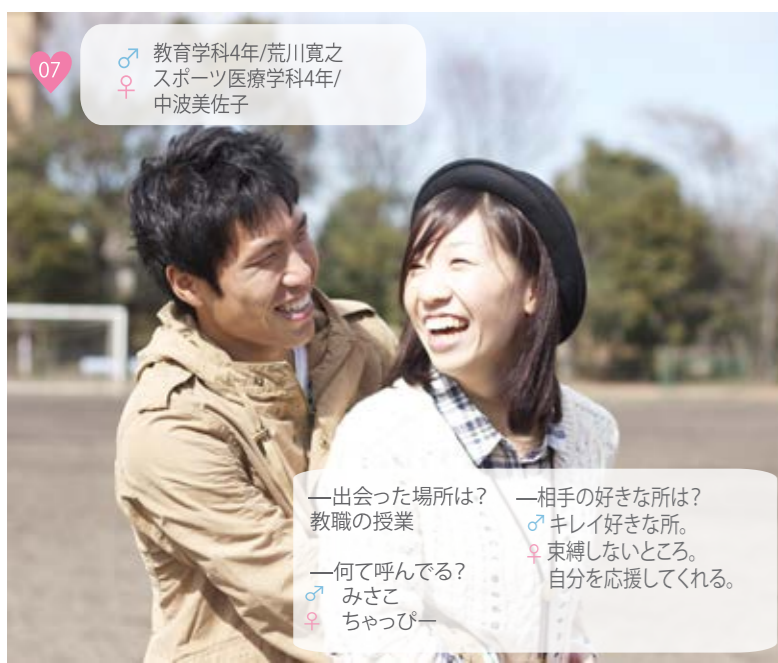 07
♂ 教育学科4年/荒川寛之
♀ スポーツ医療学科4年/
中波美佐子
―出会った場所は?
教職の授業
―何て呼んでる?
♂ みさこ
♀ ちゃっぴー
―相手の好きな所は?
♂ キレイ好きな所。
♀ 束縛しないところ。
自分を応援してくれる。